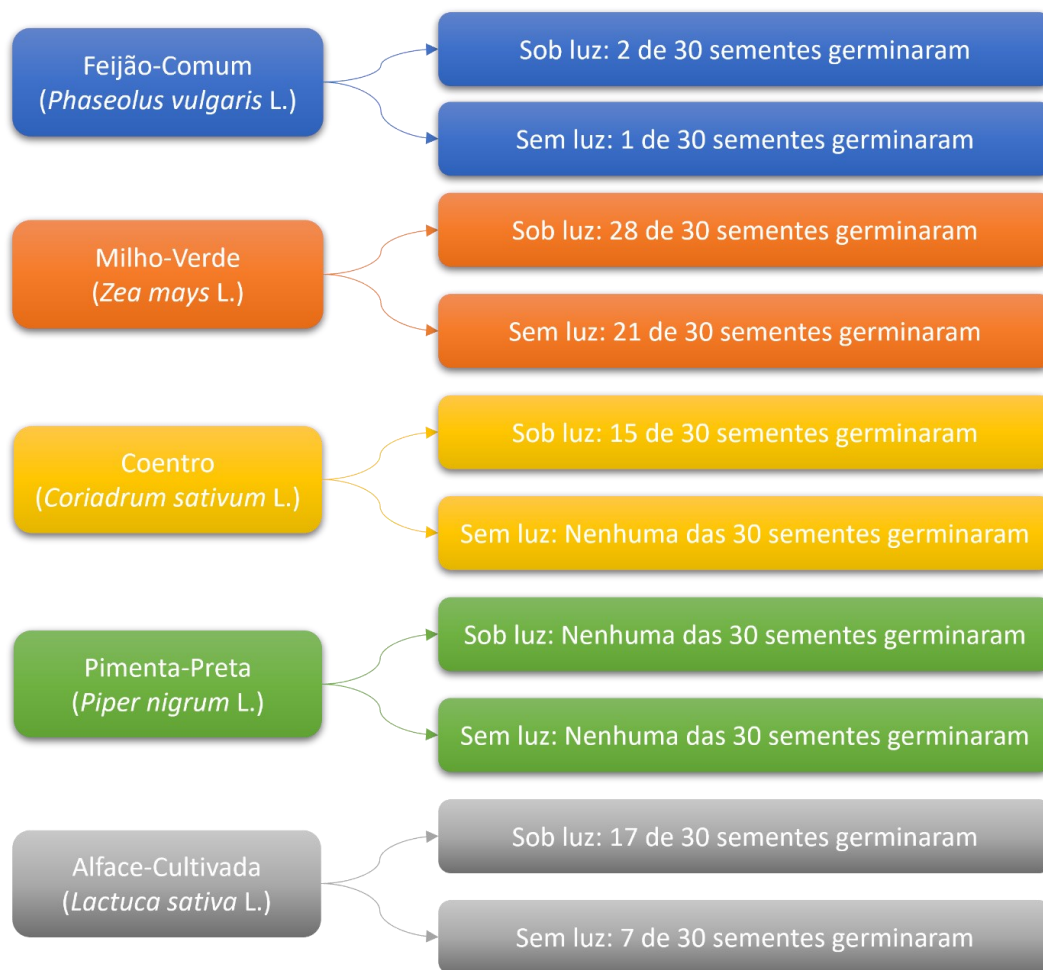 Feijão-Comum
(Phaseolus vulgaris L.)
Sob luz: 2 de 30 sementes germinaram
Sem luz: 1 de 30 sementes germinaram
Milho-Verde
(Zea mays L.)
Sob luz: 28 de 30 sementes germinaram
Sem luz: 21 de 30 sementes germinaram
Coentro
(Coriadrum sativum L.)
Sob luz: 15 de 30 sementes germinaram
Sem luz: Nenhuma das 30 sementes germinaram
Pimenta-Preta
(Piper nigrum L.)
Sob luz: Nenhuma das 30 sementes germinaram
Sem luz: Nenhuma das 30 sementes germinaram
Alface-Cultivada
(Lactuca sativa L.)
Sob luz: 17 de 30 sementes germinaram
Sem luz: 7 de 30 sementes germinaram